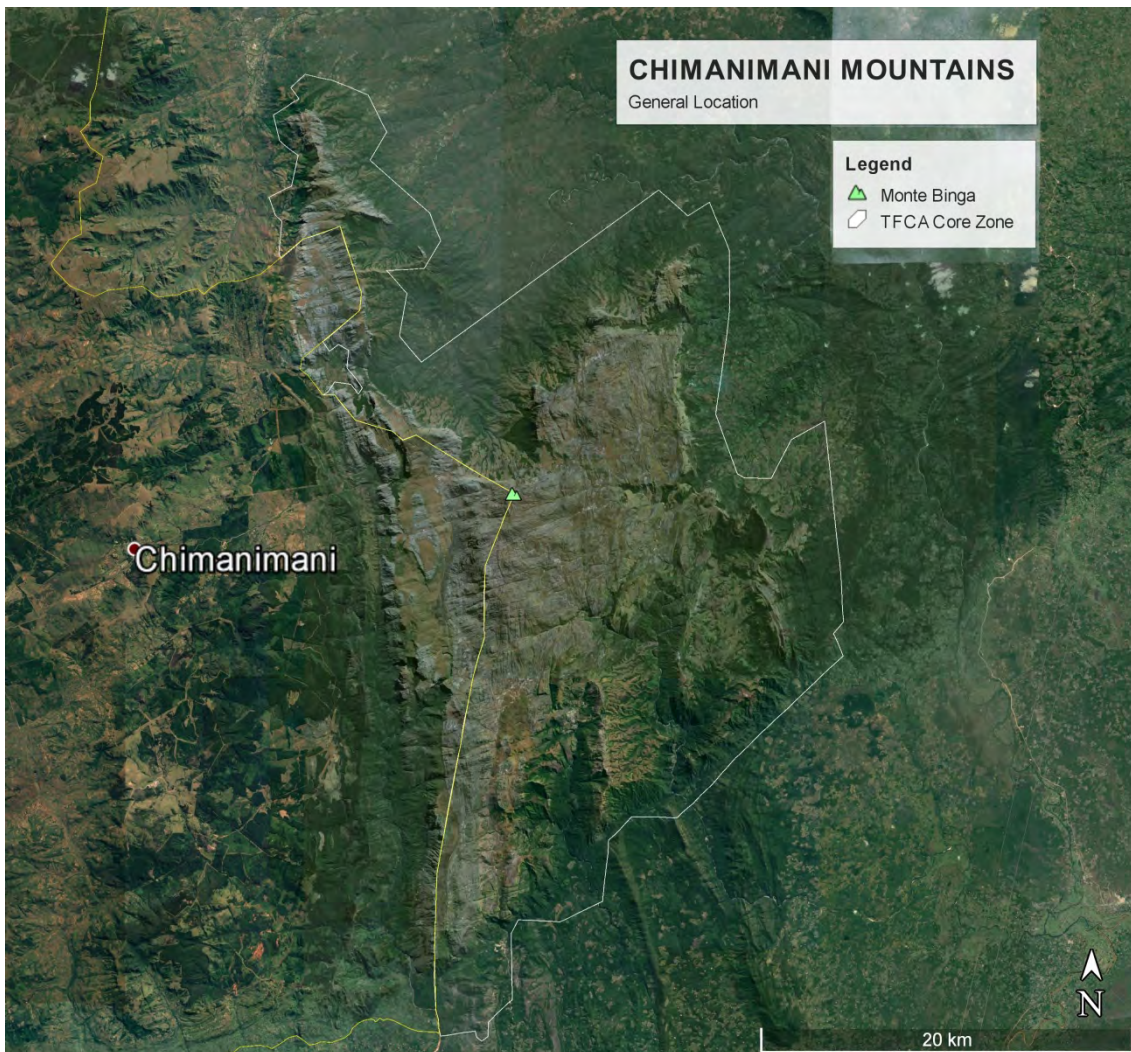 CHIMANIMANI MOUNTAINS
General Location
Legend
Monte Binga
TFCA Core Zone
Chimanimani
N
20 km